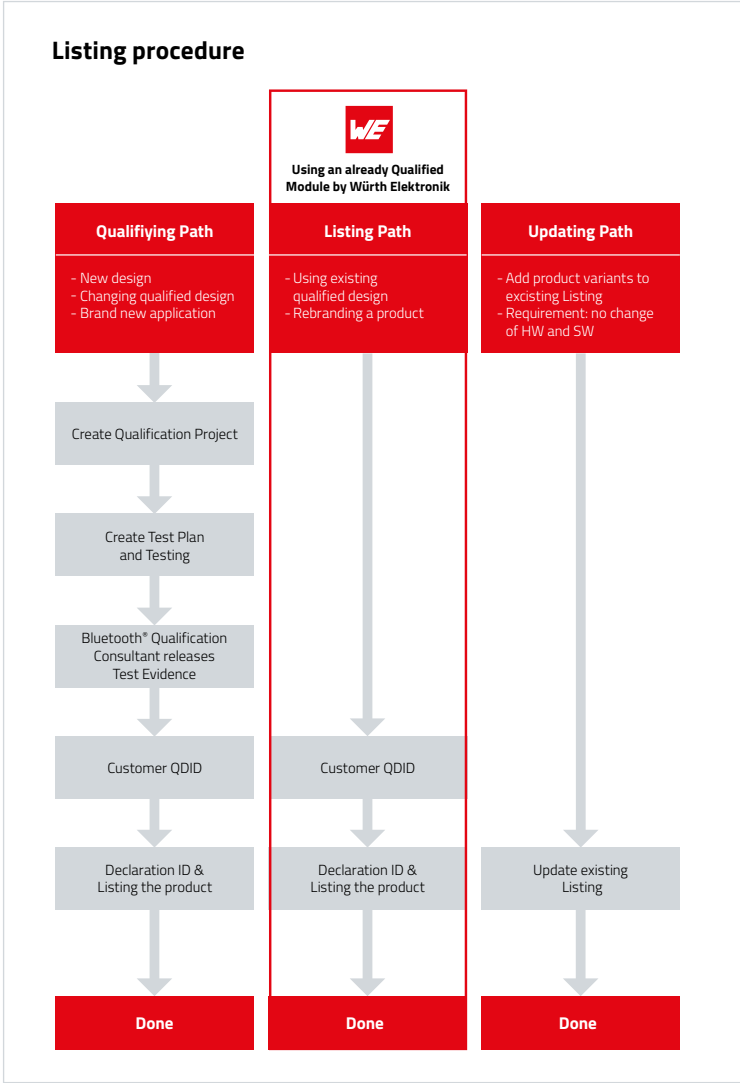 Listing procedure
WE
Using an already Qualified
Module by Würth Elektronik
Qualifiying Path
- New design
- Changing qualified design
- Brand new application
Create Qualification Project
Create Test Plan
and Testing
Bluetooth® Qualification
Consultant releases
Test Evidence
Customer QDID
Declaration ID &
Listing the product
Done
Listing Path
- Using existing
qualified design
- Rebranding a product
Customer QDID
Declaration ID &
Listing the product
Done
Updating Path
- Add product variants to
excisting Listing
- Requirement: no change
of HW and SW
Update existing
Listing
Done